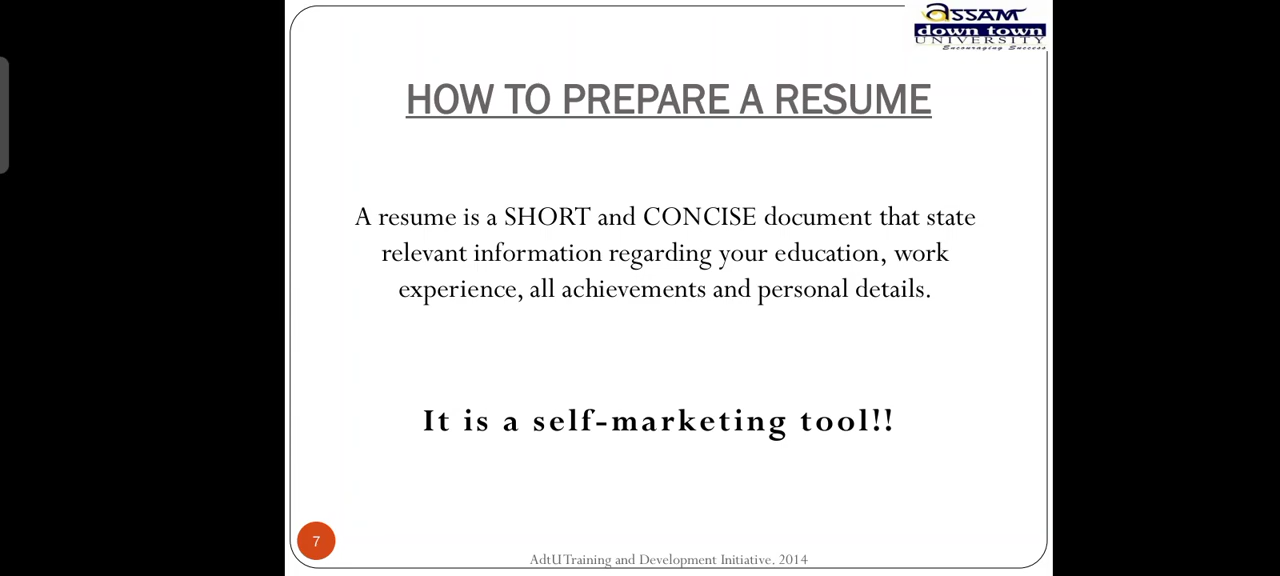 ASSAM
down town
UNIVERSITY
Encouraging Success
HOW TO PREPARE A RESUME
A resume is a SHORT and CONCISE document that state
relevant information regarding your education, work
experience, all achievements and personal details.
It is a self-marketing tool!!
7
AdtU Training and Development Initiative. 2014